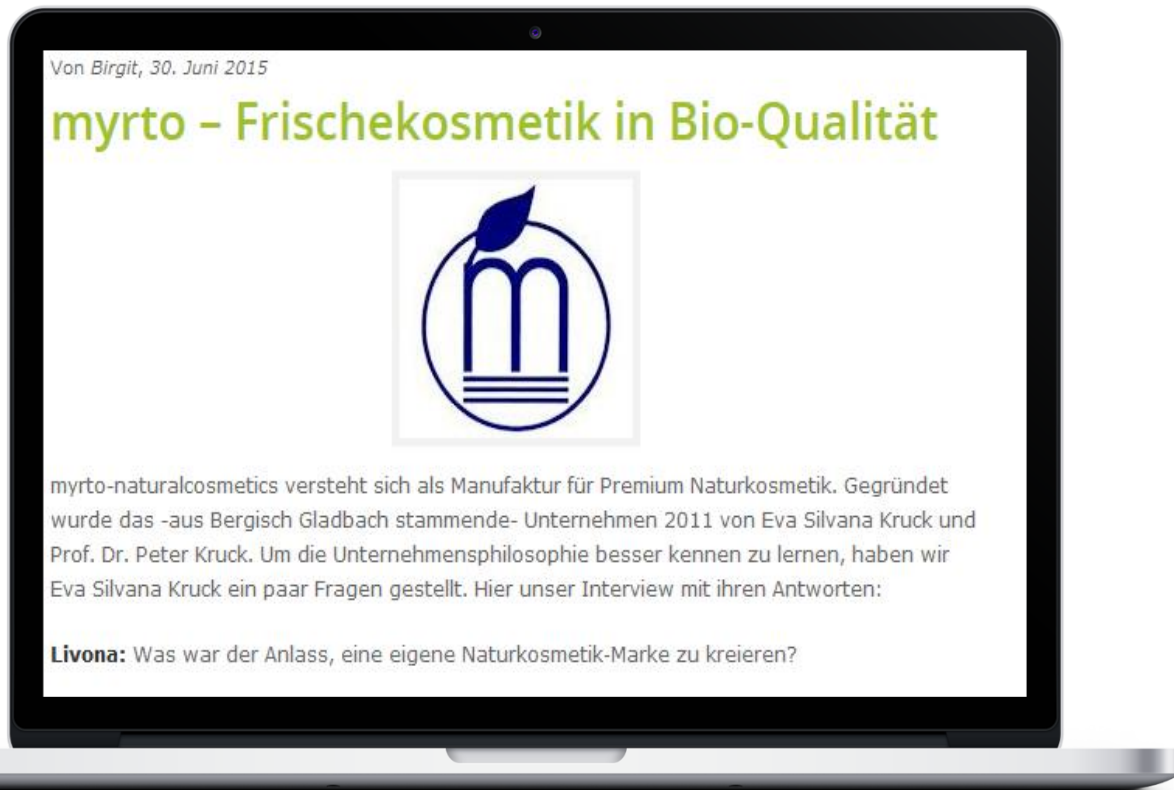 Von Birgit, 30. Juni 2015
myrto – Frischekosmetik in Bio-Qualität
m
myrto-naturalcosmetics versteht sich als Manufaktur für Premium Naturkosmetik. Gegründet
wurde das -aus Bergisch Gladbach stammende- Unternehmen 2011 von Eva Silvana Kruck und
Prof. Dr. Peter Kruck. Um die Unternehmensphilosophie besser kennen zu lernen, haben wir
Eva Silvana Kruck ein paar Fragen gestellt. Hier unser Interview mit ihren Antworten:
Livona: Was war der Anlass, eine eigene Naturkosmetik-Marke zu kreieren?